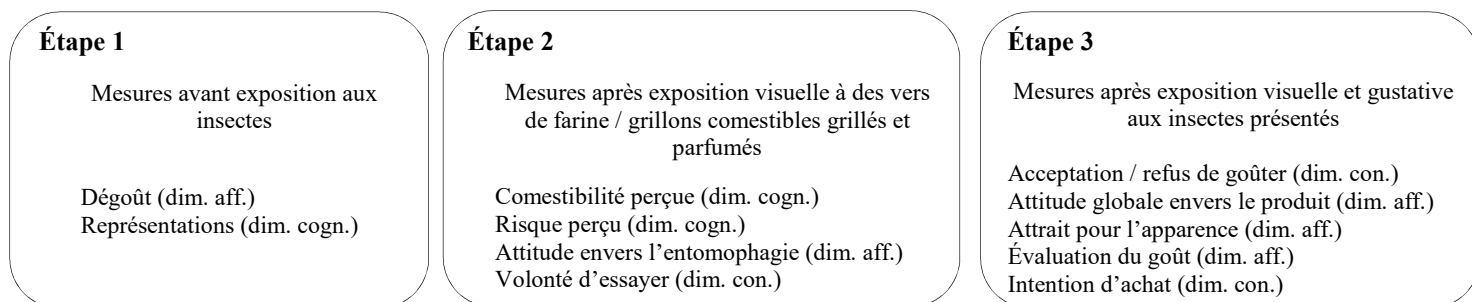 Étape 1
Mesures avant exposition aux
insectes
Dégoût (dim. aff.)
Représentations (dim. cogn.)
Étape 2
Mesures après exposition visuelle à des vers
de farine / grillons comestibles grillés et
parfumés
Comestibilité perçue (dim. cogn.)
Risque perçu (dim. cogn.)
Attitude envers l’entomophagie (dim. aff.)
Volonté d’essayer (dim. con.)
Étape 3
Mesures après exposition visuelle et gustative
aux insectes présentés
Acceptation / refus de goûter (dim. con.)
Attitude globale envers le produit (dim. aff.)
Attrait pour l’apparence (dim. aff.)
Évaluation du goût (dim. aff.)
Intention d’achat (dim. con.)